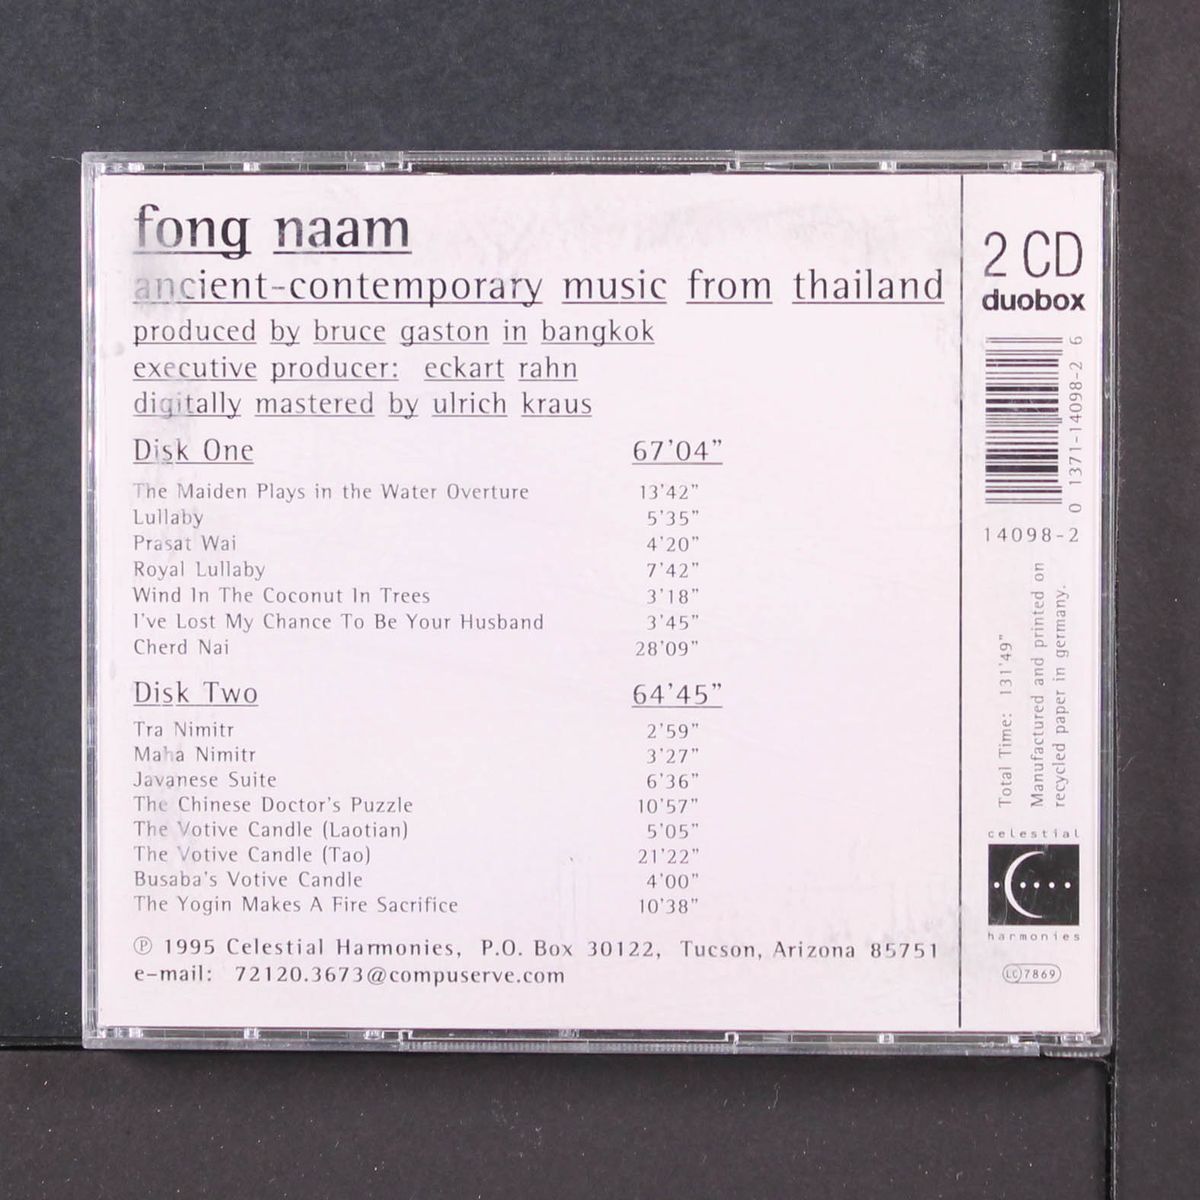 fong naam
ancient-contemporary music from thailand
produced by bruce gaston in bangkok
executive producer: eckart rahn
digitally mastered by ulrich kraus
Disk One 67'04”
The Maiden Plays in the Water Overture 13'42”
Lullaby 5'35”
Prasat Wai 4'20”
Royal Lullaby 7'42”
Wind In The Coconut In Trees 3'18”
I've Lost My Chance To Be Your Husband 3'45”
Cherd Nai 28'09”
Disk Two 64'45”
Tra Nimitr 2'59”
Maha Nimitr 3'27”
Javanese Suite 6'36”
The Chinese Doctor's Puzzle 10'57”
The Votive Candle (Laotian) 5'05”
The Votive Candle (Tao) 21'22”
Busaba's Votive Candle 4'00”
The Yogin Makes A Fire Sacrifice 10'38”
℗ 1995 Celestial Harmonies, P.O. Box 30122, Tucson, Arizona 85751
e-mail: 72120.3673@compuserve.com
2 CD
duobox
0 1371-14098-2 6
14098-2
Total Time: 131'49”
Manufactured and printed on
recycled paper in germany.
celestial
harmonies
LC 7869